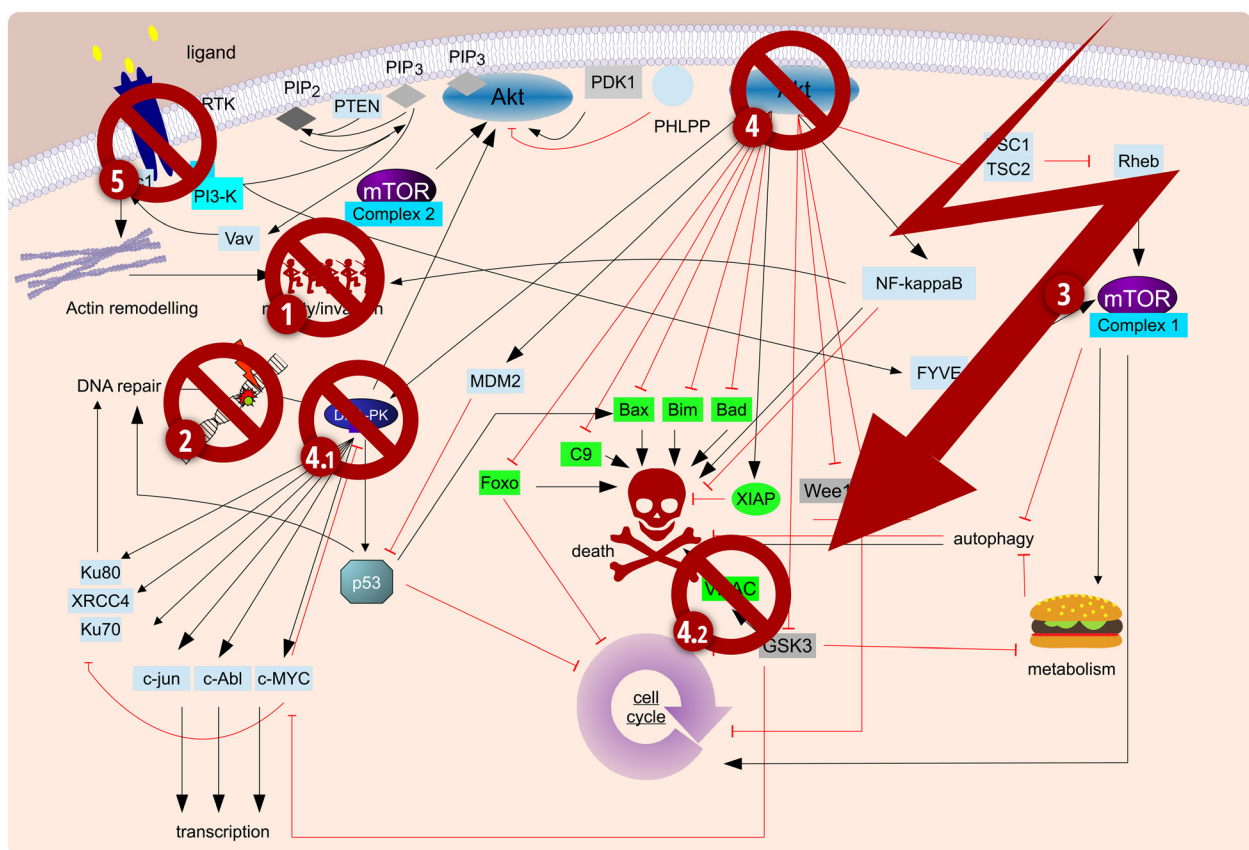 ligand
RTK
PIP2
PTEN
PIP3
PIP3
Akt
PDK1
PHLPP
Akt
4
TSC2
Rheb
5
PI3-K
mTOR
Complex 2
Vav
NF-kappaB
3
mTOR
Complex 1
Actin remodelling
1
FYVE
DNA repair
2
4.1
MDM2
Bax
Bim
Bad
C9
Foxo
XIAP
Wee1
death
autophagy
Ku80
XRCC4
Ku70
p53
4.2
GSK3
metabolism
c-jun
c-Abl
c-MYC
cell
cycle
transcription